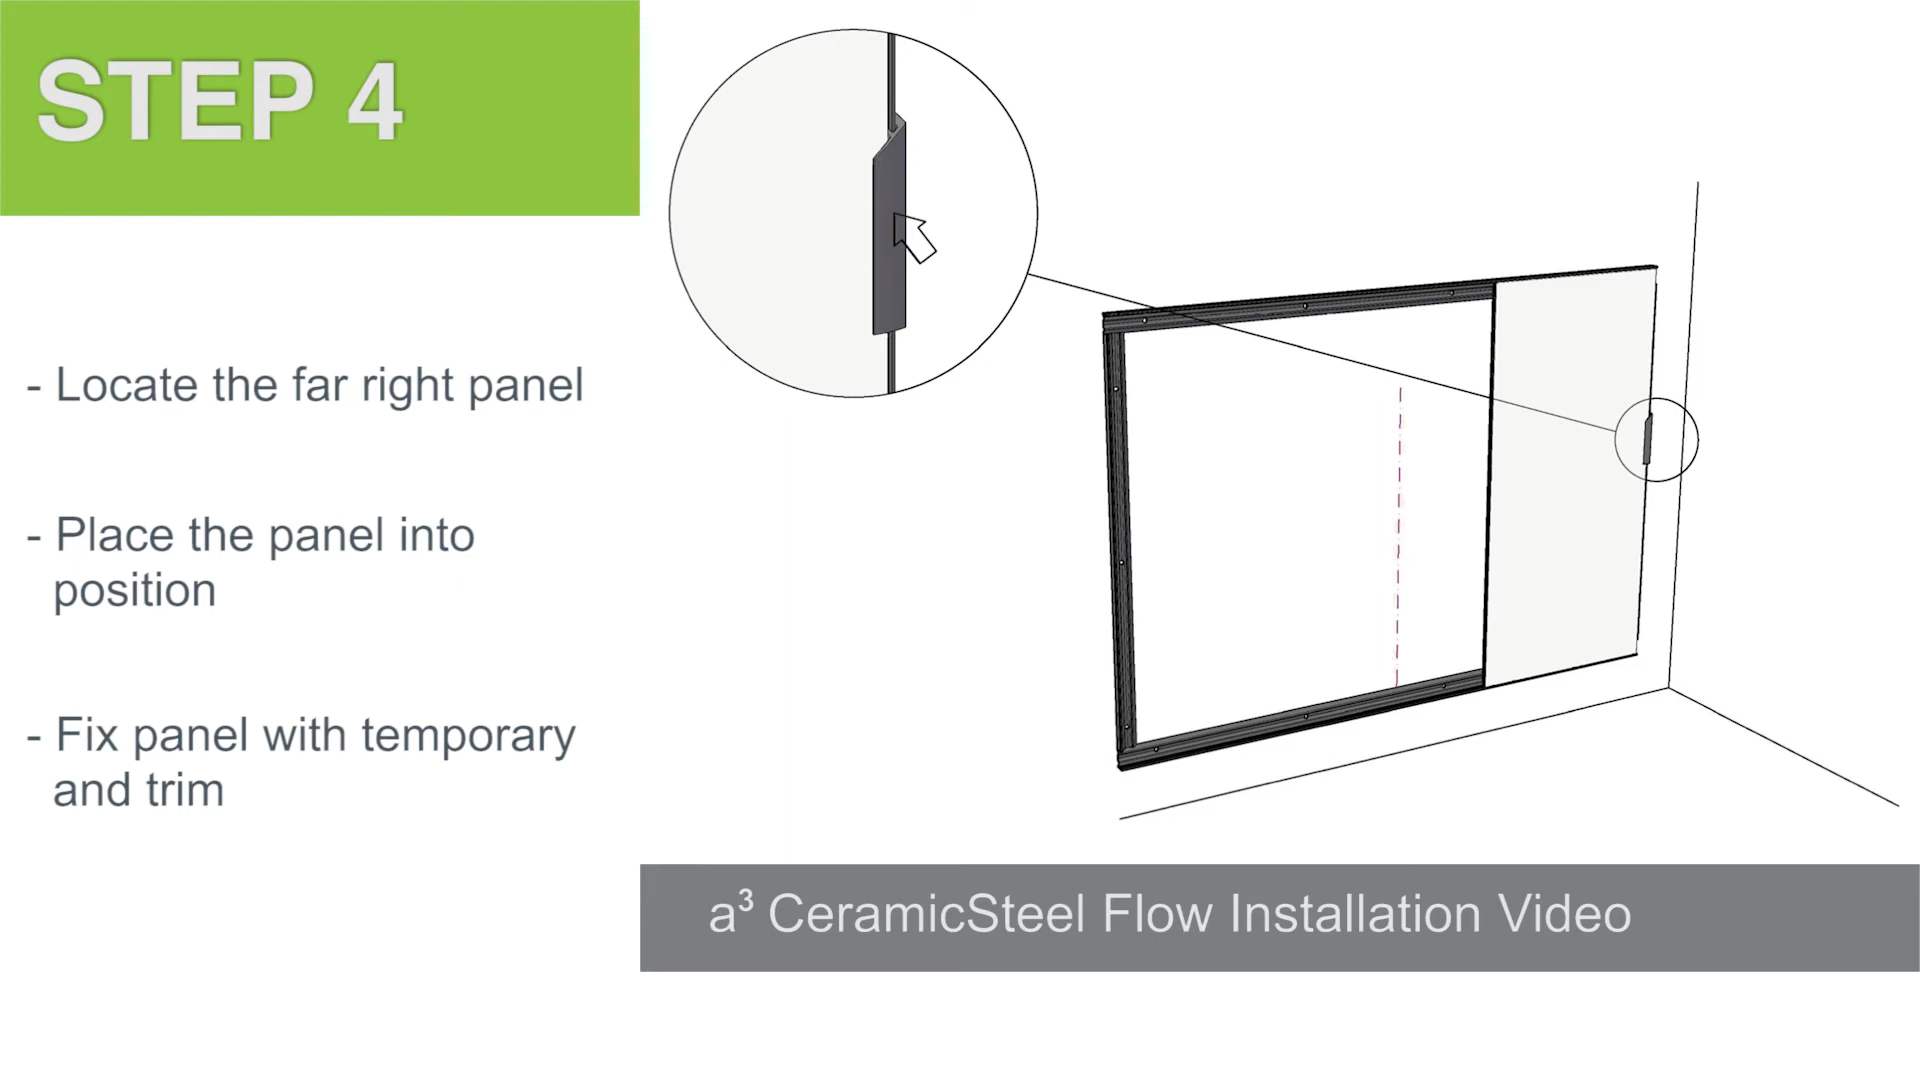 STEP 4
- Locate the far right panel
- Place the panel into
position
- Fix panel with temporary
and trim
a³ CeramicSteel Flow Installation Video